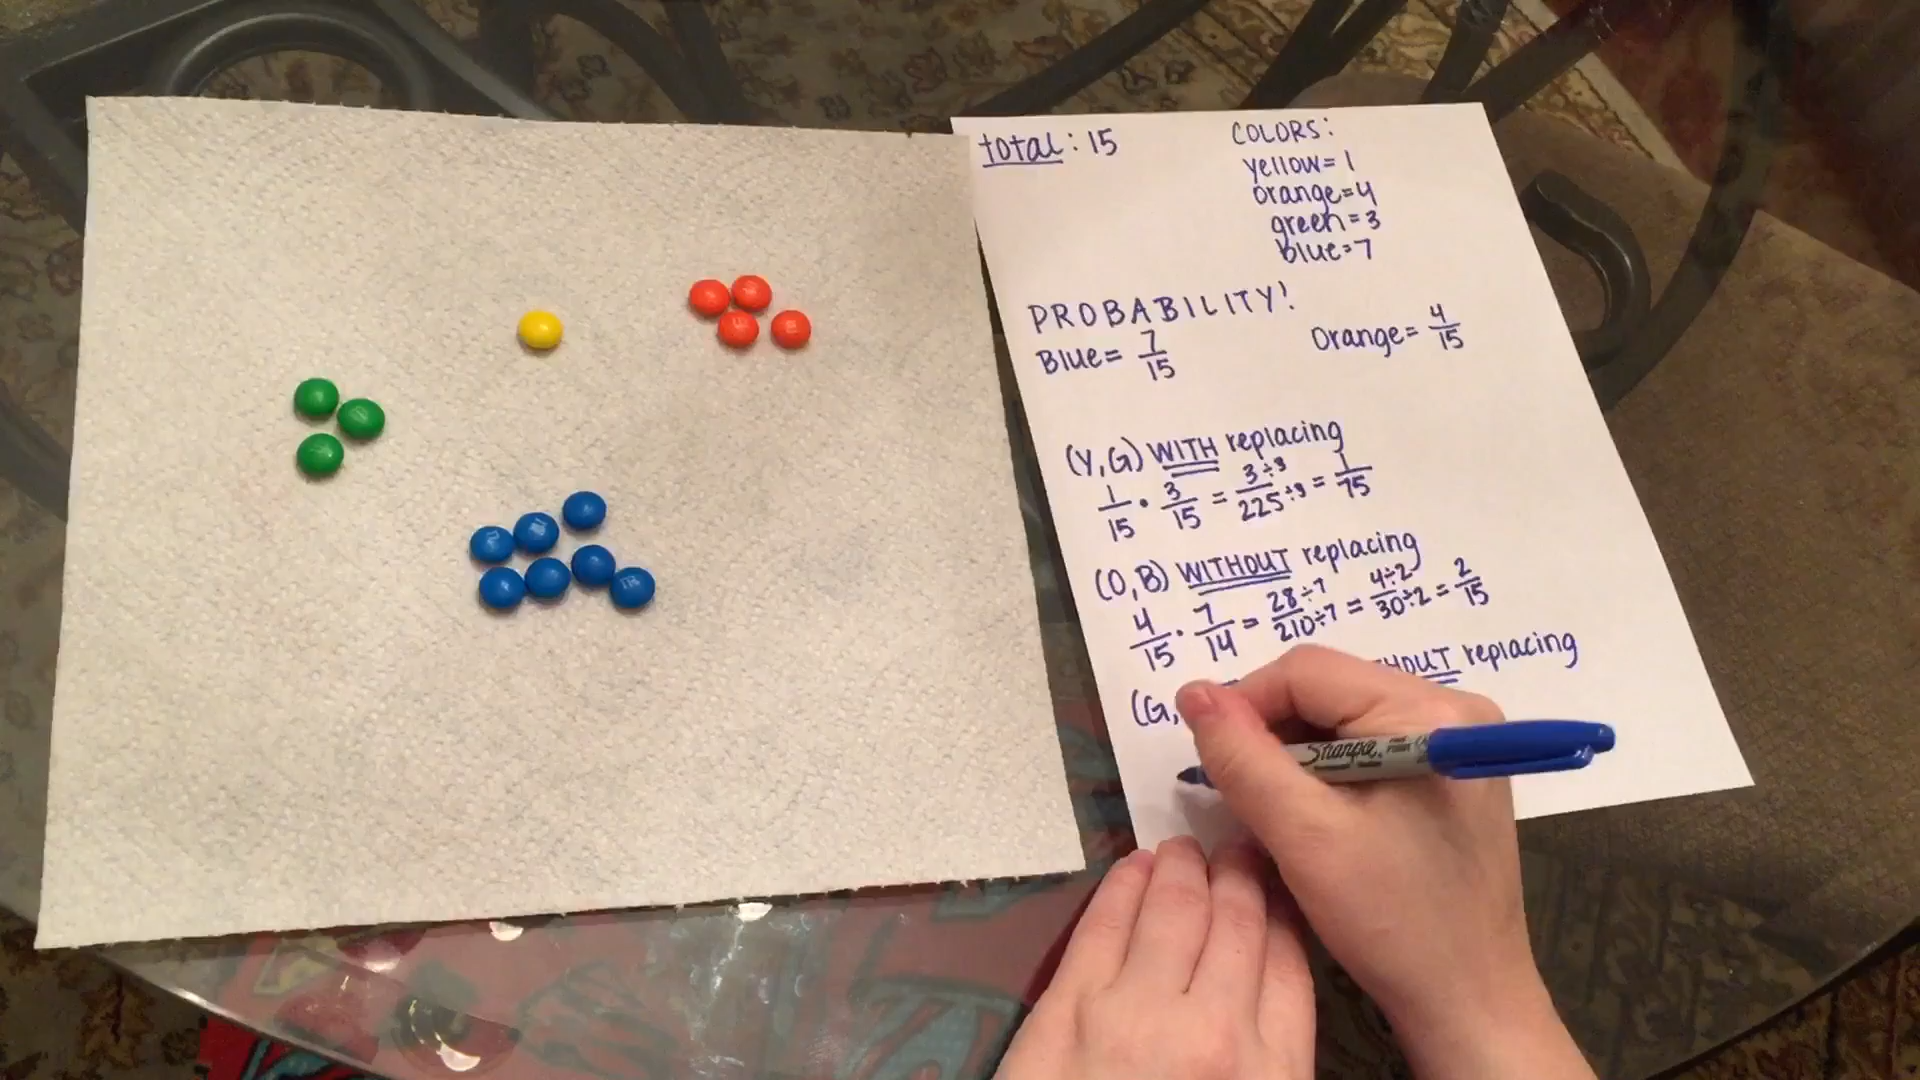 total: 15
COLORS:
yellow = 1
orange = 4
green = 3
blue = 7
PROBABILITY!
Blue = 7/15
Orange = 4/15
(Y,G) WITH replacing
1/15 · 3/15 = 3÷3/225÷3 = 1/75
(O,B) WITHOUT replacing
4/15 · 7/14 = 28÷7/210÷7 = 4÷2/30÷2 = 2/15
(G, replacing
Sharpie